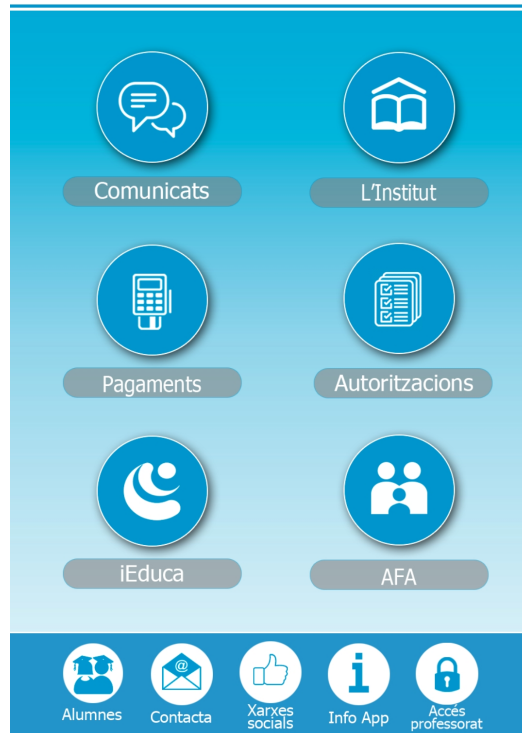 Comunicats
L'Institut
Pagaments
Autoritzacions
iEduca
AFA
@
Alumnes
Contacta
Xarxes
socials
Info App
Accés
professorat